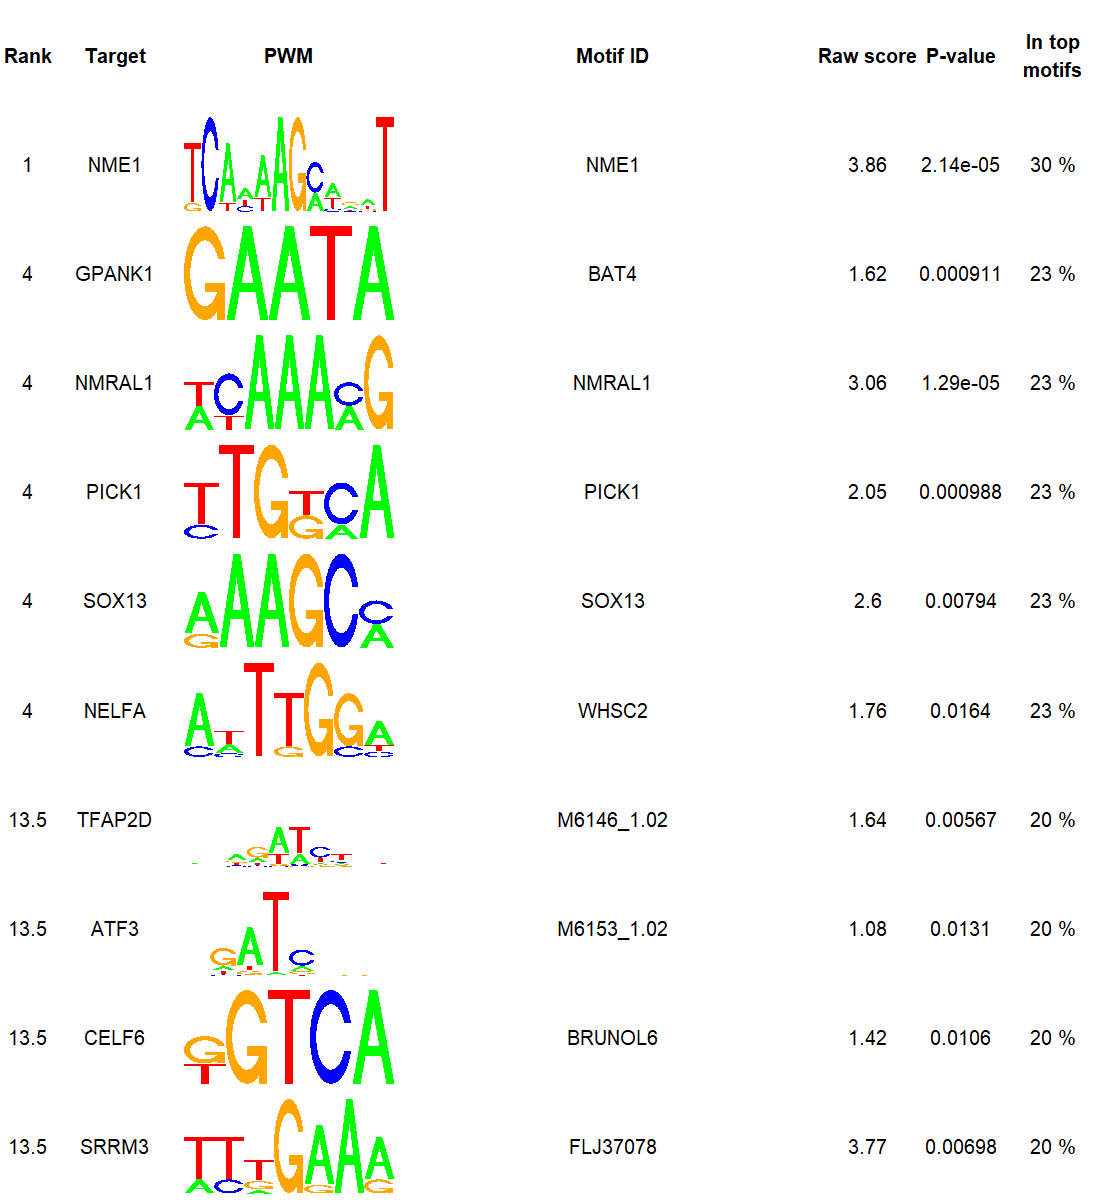 Rank Target PWM Motif ID Raw score P-value In top motifs
1 NME1 NME1 3.86 2.14e-05 30 %
4 GPANK1 GAATA BAT4 1.62 0.000911 23 %
4 NMRAL1 NMRAL1 3.06 1.29e-05 23 %
4 PICK1 PICK1 2.05 0.000988 23 %
4 SOX13 SOX13 2.6 0.00794 23 %
4 NELFA WHSC2 1.76 0.0164 23 %
13.5 TFAP2D M6146_1.02 1.64 0.00567 20 %
13.5 ATF3 M6153_1.02 1.08 0.0131 20 %
13.5 CELF6 BRUNOL6 1.42 0.0106 20 %
13.5 SRRM3 FLJ37078 3.77 0.00698 20 %